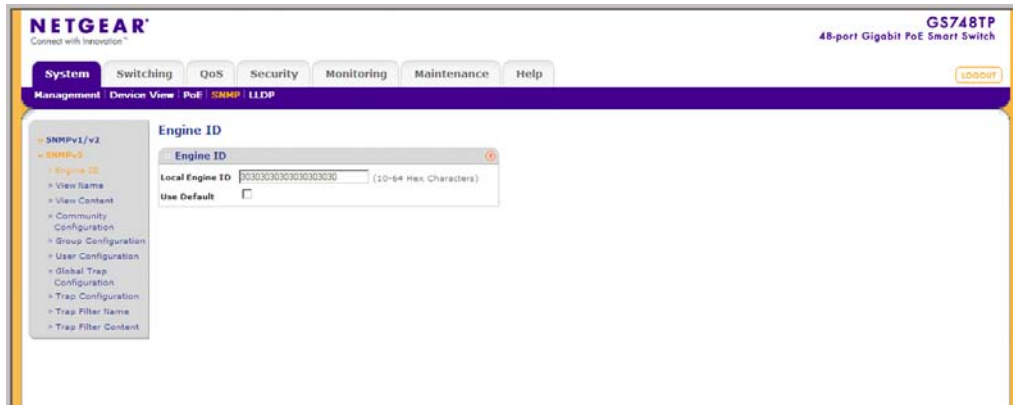 NETGEAR®
Connect with Innovation™
GS748TP
48-port Gigabit PoE Smart Switch
System Switching QoS Security Monitoring Maintenance Help
LOGOUT
Management Device View PoE SNMP LLDP
SNMPv1/v2
SNMPv3
Engine ID
View Name
View Content
Community
Configuration
Group Configuration
User Configuration
Global Trap
Configuration
Trap Configuration
Trap Filter Name
Trap Filter Content
Engine ID
Engine ID
Local Engine ID (10-64 Hex Characters)
Use Default